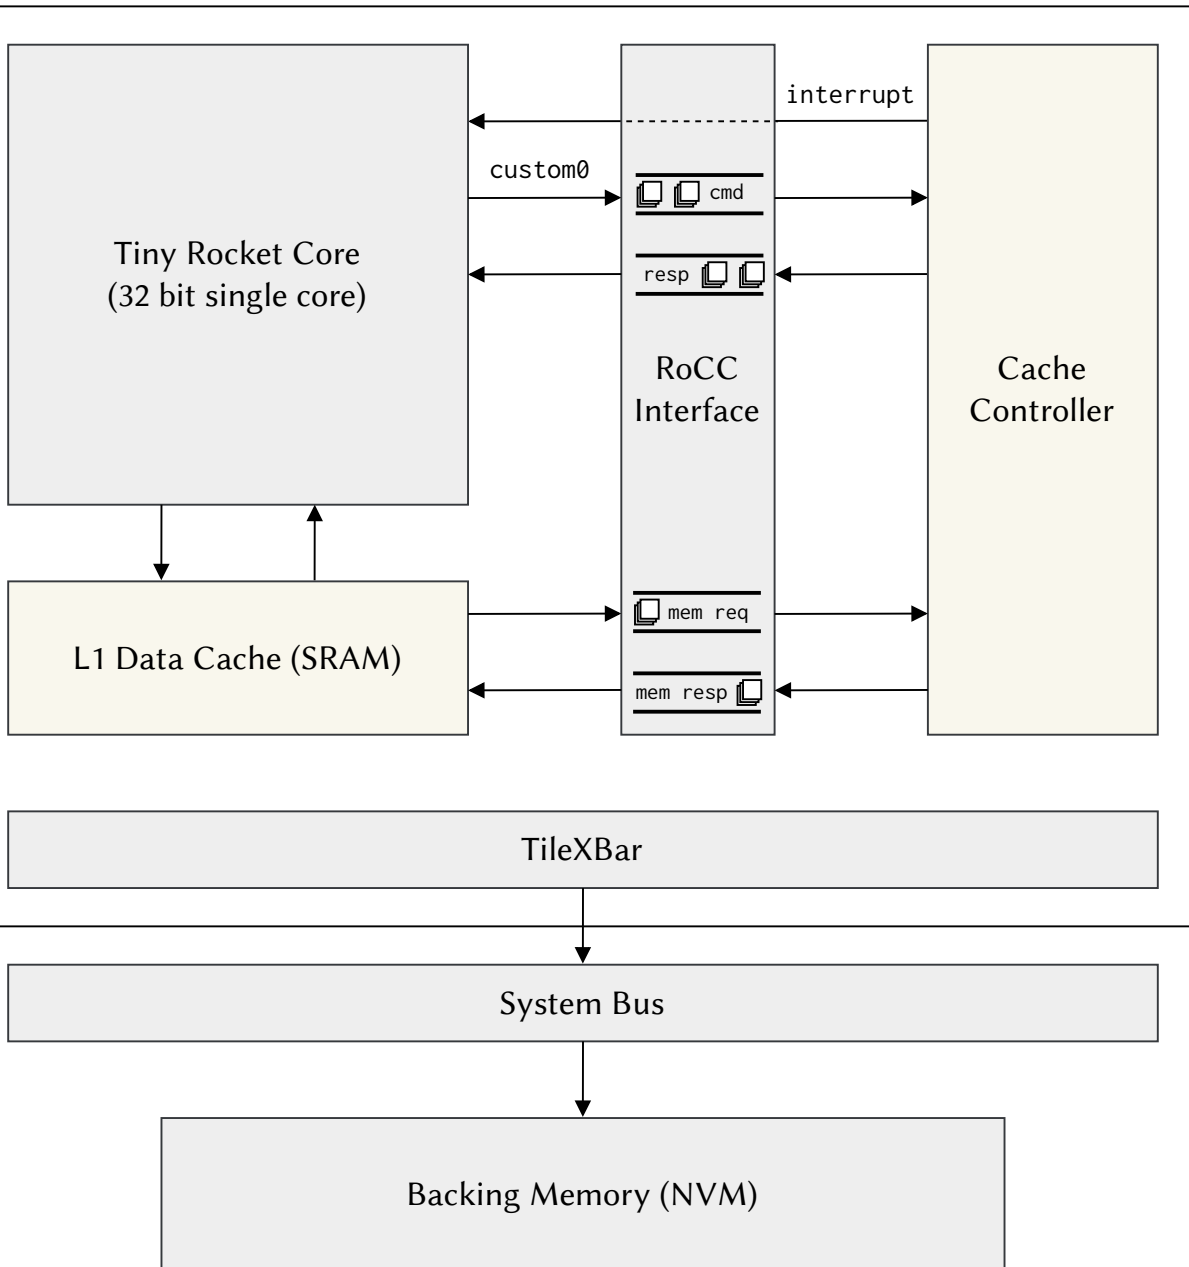 interrupt
custom0
cmd
resp
Tiny Rocket Core
(32 bit single core)
RoCC
Interface
Cache
Controller
mem req
mem resp
L1 Data Cache (SRAM)
TileXBar
System Bus
Backing Memory (NVM)